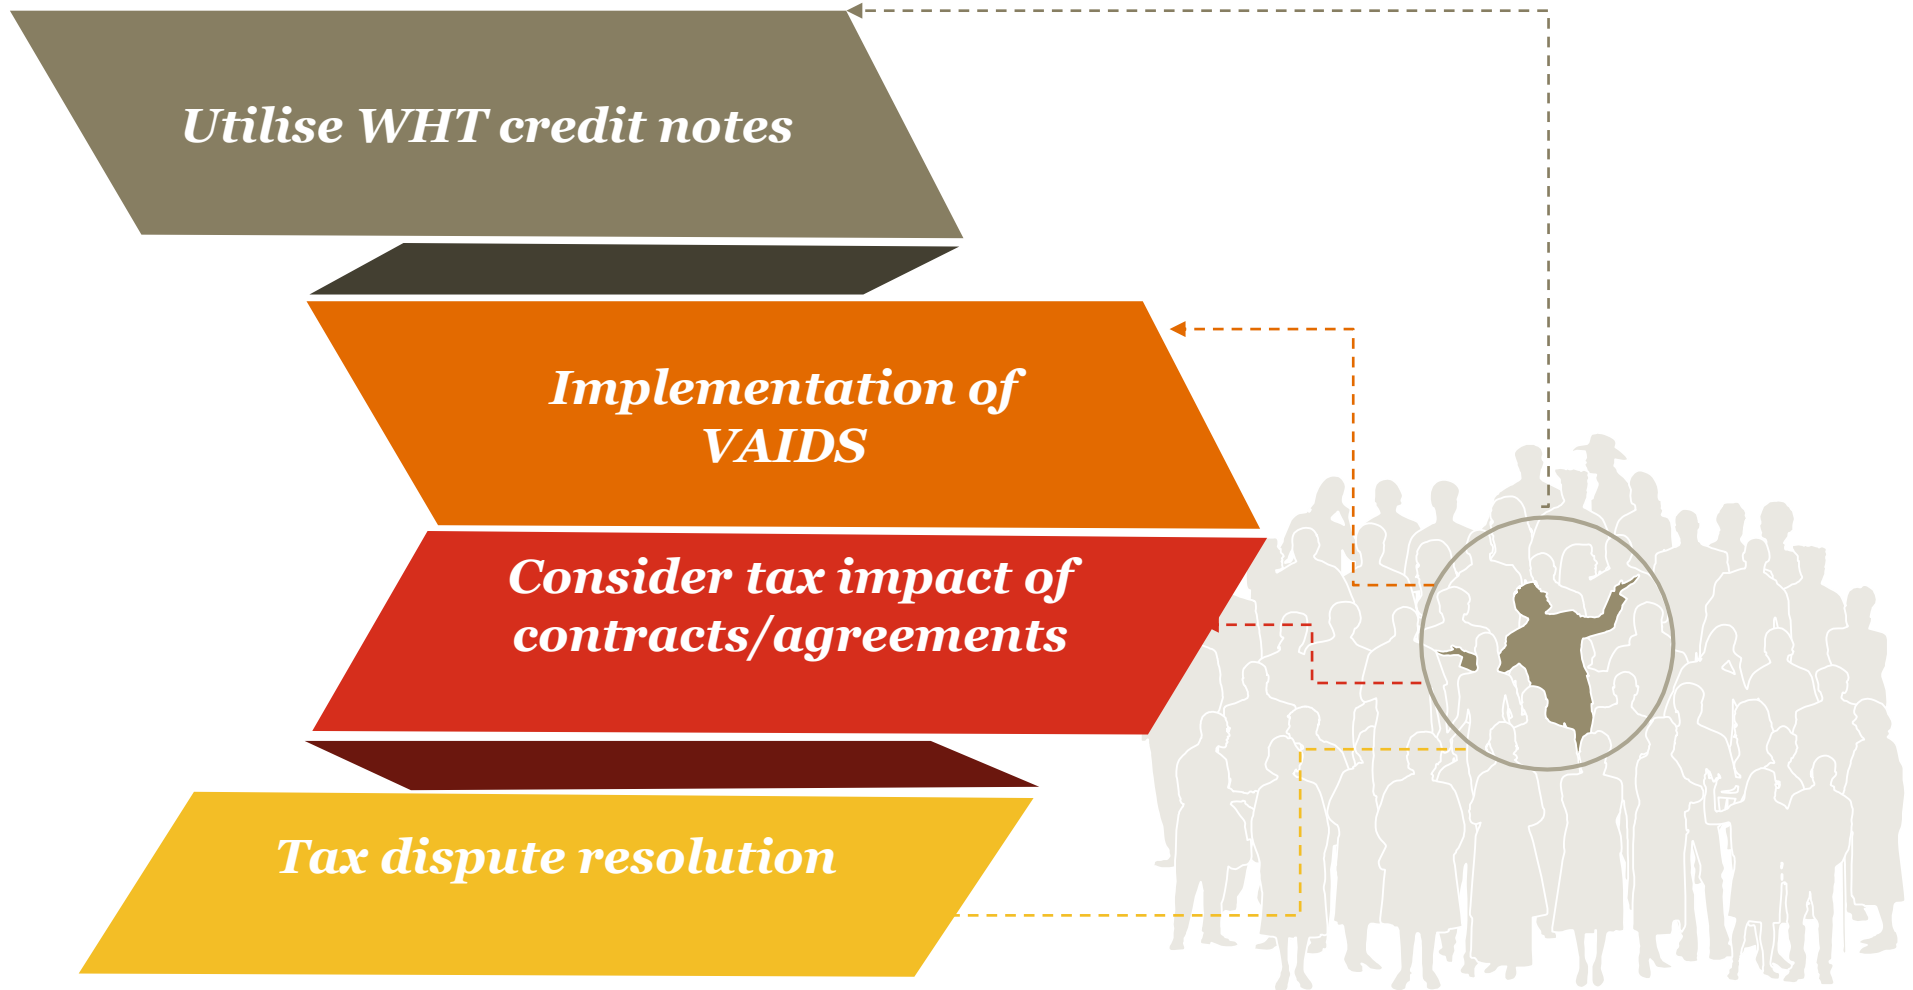 Utilise WHT credit notes
Implementation of
VAIDS
Consider tax impact of
contracts/agreements
Tax dispute resolution